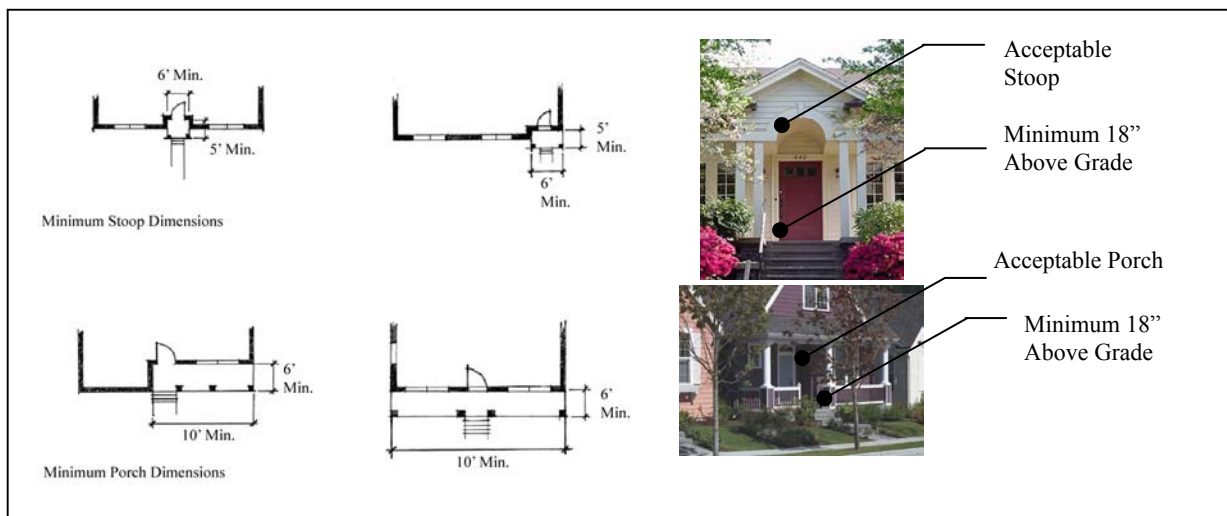 6’ Min.
5’ Min.
5’
Min.
6’
Min.
Minimum Stoop Dimensions
6’
Min.
10’ Min.
6’
Min.
10’ Min.
Minimum Porch Dimensions
Acceptable
Stoop
Minimum 18”
Above Grade
442
Acceptable Porch
Minimum 18”
Above Grade